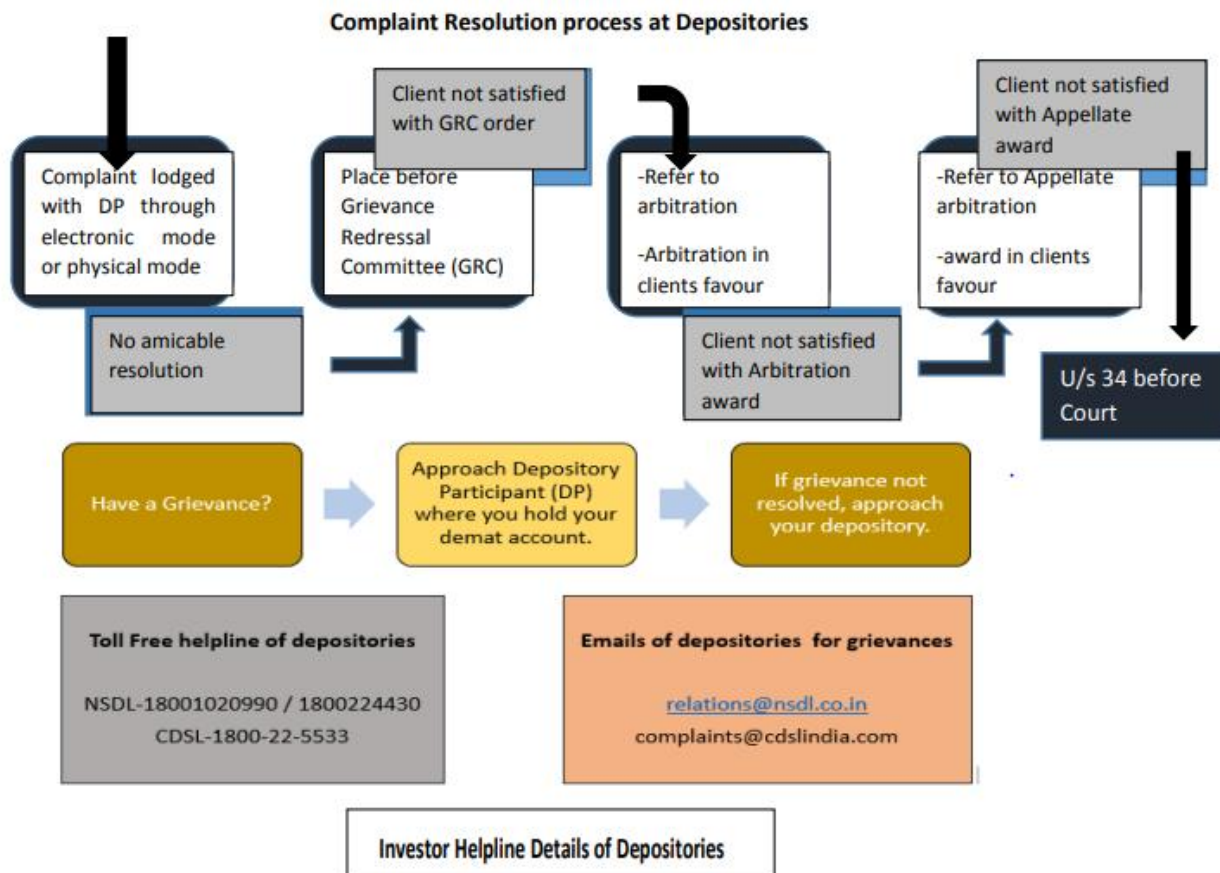 Complaint Resolution process at Depositories
Complaint lodged
with DP through
electronic mode
or physical mode
No amicable
resolution
Place before
Grievance
Redressal
Committee (GRC)
Client not satisfied
with GRC order
-Refer to
arbitration
-Arbitration in
clients favour
Client not satisfied
with Arbitration
award
-Refer to Appellate
arbitration
-award in clients
favour
Client not satisfied
with Appellate
award
U/s 34 before
Court
Have a Grievance?
Approach Depository
Participant (DP)
where you hold your
demat account.
If grievance not
resolved, approach
your depository.
Toll Free helpline of depositories
NSDL-18001020990 / 1800224430
CDSL-1800-22-5533
Emails of depositories for grievances
relations@nsdl.co.in
complaints@cdslindia.com
Investor Helpline Details of Depositories